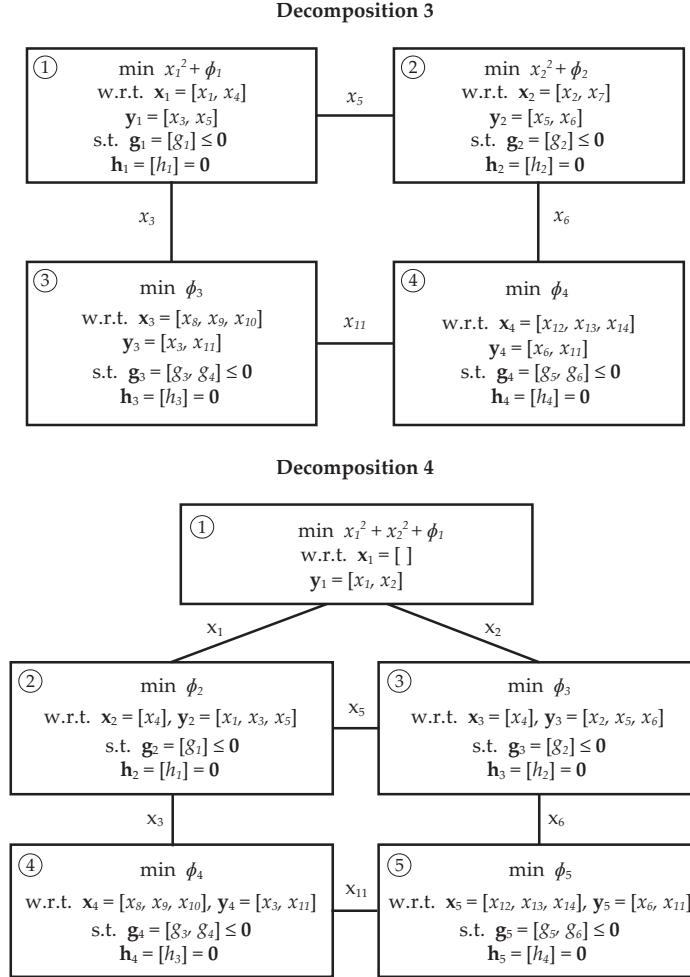 Decomposition 3
① min x₁² + ϕ₁
w.r.t. x₁ = [x₁, x₄]
y₁ = [x₃, x₅]
s.t. g₁ = [g₁] ≤ 0
h₁ = [h₁] = 0
x₅
② min x₂² + ϕ₂
w.r.t. x₂ = [x₂, x₇]
y₂ = [x₅, x₆]
s.t. g₂ = [g₂] ≤ 0
h₂ = [h₂] = 0
x₃
x₆
③ min ϕ₃
w.r.t. x₃ = [x₈, x₉, x₁₀]
y₃ = [x₃, x₁₁]
s.t. g₃ = [g₃, g₄] ≤ 0
h₃ = [h₃] = 0
x₁₁
④ min ϕ₄
w.r.t. x₄ = [x₁₂, x₁₃, x₁₄]
y₄ = [x₆, x₁₁]
s.t. g₄ = [g₅, g₆] ≤ 0
h₄ = [h₄] = 0
Decomposition 4
① min x₁² + x₂² + ϕ₁
w.r.t. x₁ = [ ]
y₁ = [x₁, x₂]
x₁
x₂
② min ϕ₂
w.r.t. x₂ = [x₄], y₂ = [x₁, x₃, x₅]
s.t. g₂ = [g₁] ≤ 0
h₂ = [h₁] = 0
x₅
③ min ϕ₃
w.r.t. x₃ = [x₄], y₃ = [x₂, x₅, x₆]
s.t. g₃ = [g₂] ≤ 0
h₃ = [h₂] = 0
x₃
x₆
④ min ϕ₄
w.r.t. x₄ = [x₈, x₉, x₁₀], y₄ = [x₃, x₁₁]
s.t. g₄ = [g₃, g₄] ≤ 0
h₄ = [h₃] = 0
x₁₁
⑤ min ϕ₅
w.r.t. x₅ = [x₁₂, x₁₃, x₁₄], y₅ = [x₆, x₁₁]
s.t. g₅ = [g₅, g₆] ≤ 0
h₅ = [h₄] = 0